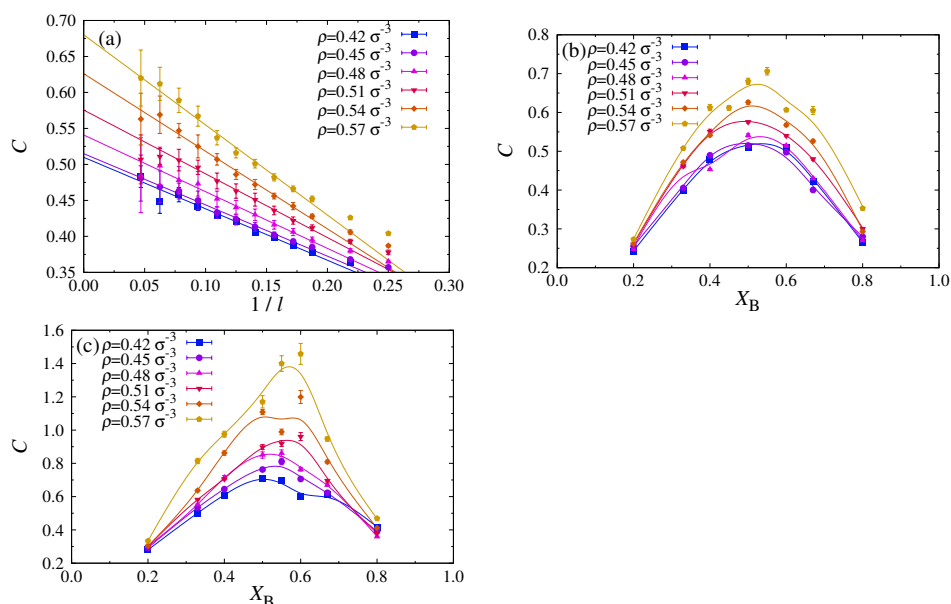 (a)
ρ=0.42 σ⁻³
ρ=0.45 σ⁻³
ρ=0.48 σ⁻³
ρ=0.51 σ⁻³
ρ=0.54 σ⁻³
ρ=0.57 σ⁻³
0.70
0.65
0.60
0.55
0.50
0.45
0.40
0.35
C
0.00 0.05 0.10 0.15 0.20 0.25 0.30
1 / l
(b)
ρ=0.42 σ⁻³
ρ=0.45 σ⁻³
ρ=0.48 σ⁻³
ρ=0.51 σ⁻³
ρ=0.54 σ⁻³
ρ=0.57 σ⁻³
0.8
0.7
0.6
0.5
0.4
0.3
0.2
C
0.0 0.2 0.4 0.6 0.8 1.0
X_B
(c)
ρ=0.42 σ⁻³
ρ=0.45 σ⁻³
ρ=0.48 σ⁻³
ρ=0.51 σ⁻³
ρ=0.54 σ⁻³
ρ=0.57 σ⁻³
1.6
1.4
1.2
1.0
0.8
0.6
0.4
0.2
C
0.0 0.2 0.4 0.6 0.8 1.0
X_B